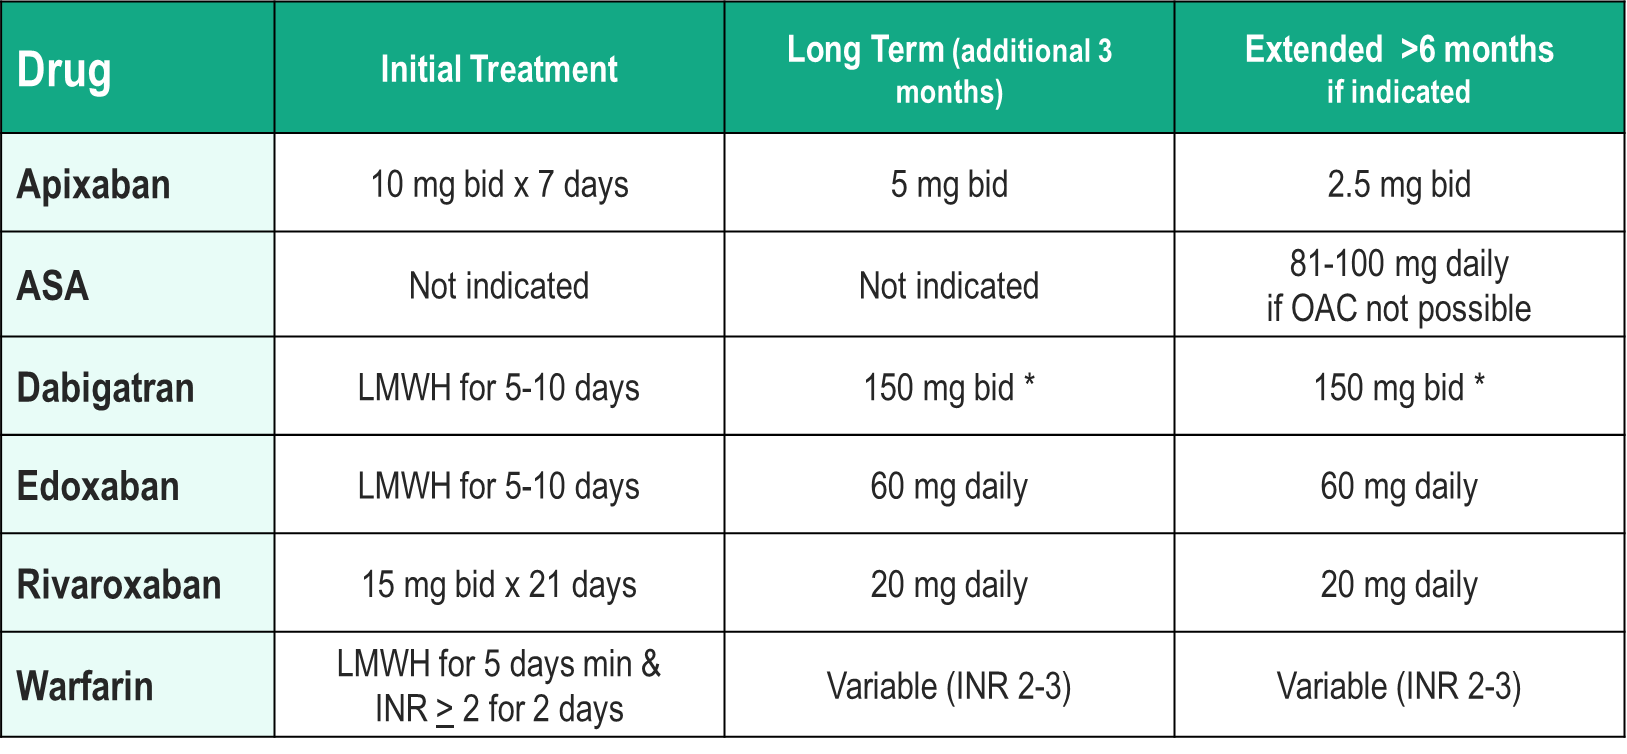 Drug
Initial Treatment
Long Term (additional 3
months)
Extended >6 months
if indicated
Apixaban
10 mg bid x 7 days
5 mg bid
2.5 mg bid
ASA
Not indicated
Not indicated
81-100 mg daily
if OAC not possible
Dabigatran
LMWH for 5-10 days
150 mg bid *
150 mg bid *
Edoxaban
LMWH for 5-10 days
60 mg daily
60 mg daily
Rivaroxaban
15 mg bid x 21 days
20 mg daily
20 mg daily
Warfarin
LMWH for 5 days min &
INR ≥ 2 for 2 days
Variable (INR 2-3)
Variable (INR 2-3)